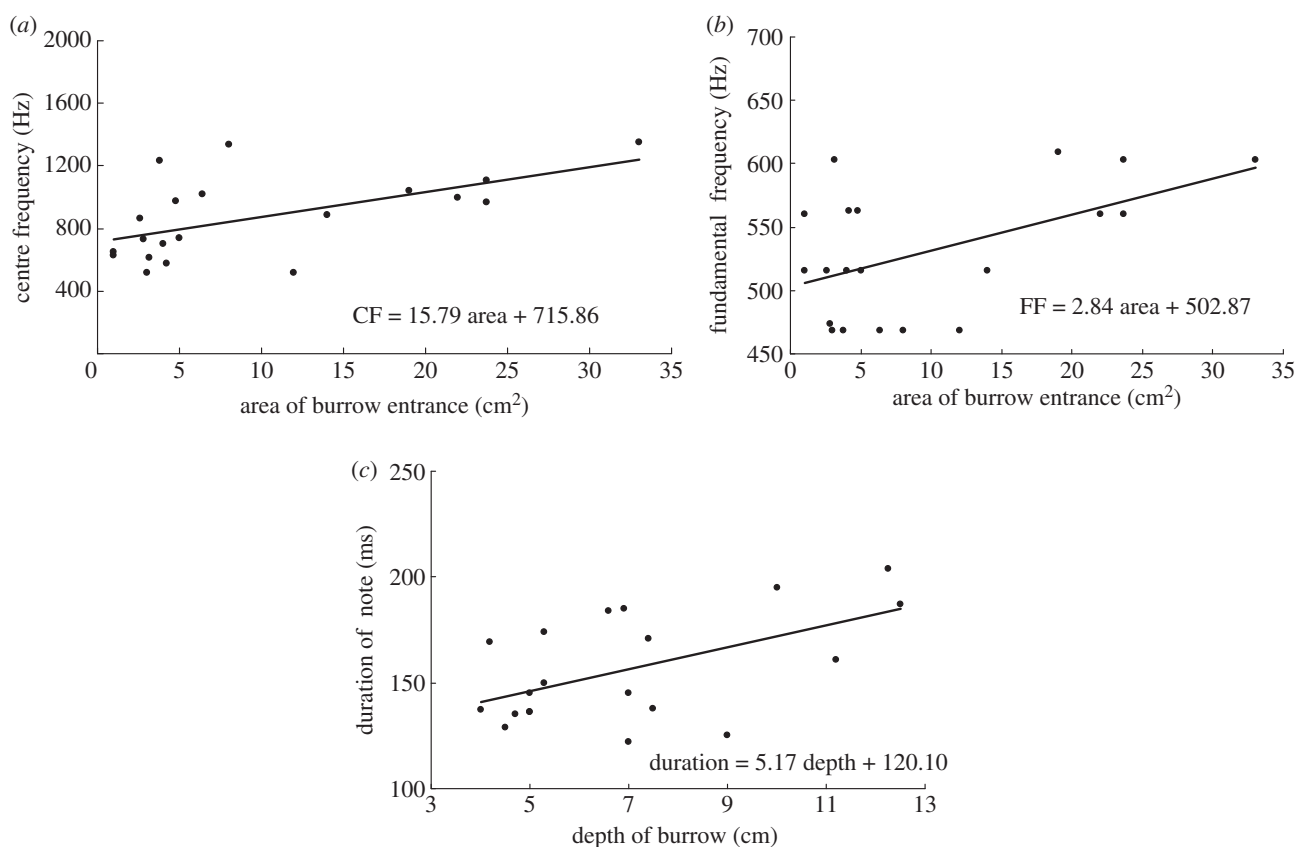 (a)
2000
1600
1200
800
400
centre frequency (Hz)
CF = 15.79 area + 715.86
0 5 10 15 20 25 30 35
area of burrow entrance (cm²)
(b)
700
650
600
550
500
450
fundamental frequency (Hz)
FF = 2.84 area + 502.87
0 5 10 15 20 25 30 35
area of burrow entrance (cm²)
(c)
250
200
150
100
duration of note (ms)
duration = 5.17 depth + 120.10
3 5 7 9 11 13
depth of burrow (cm)